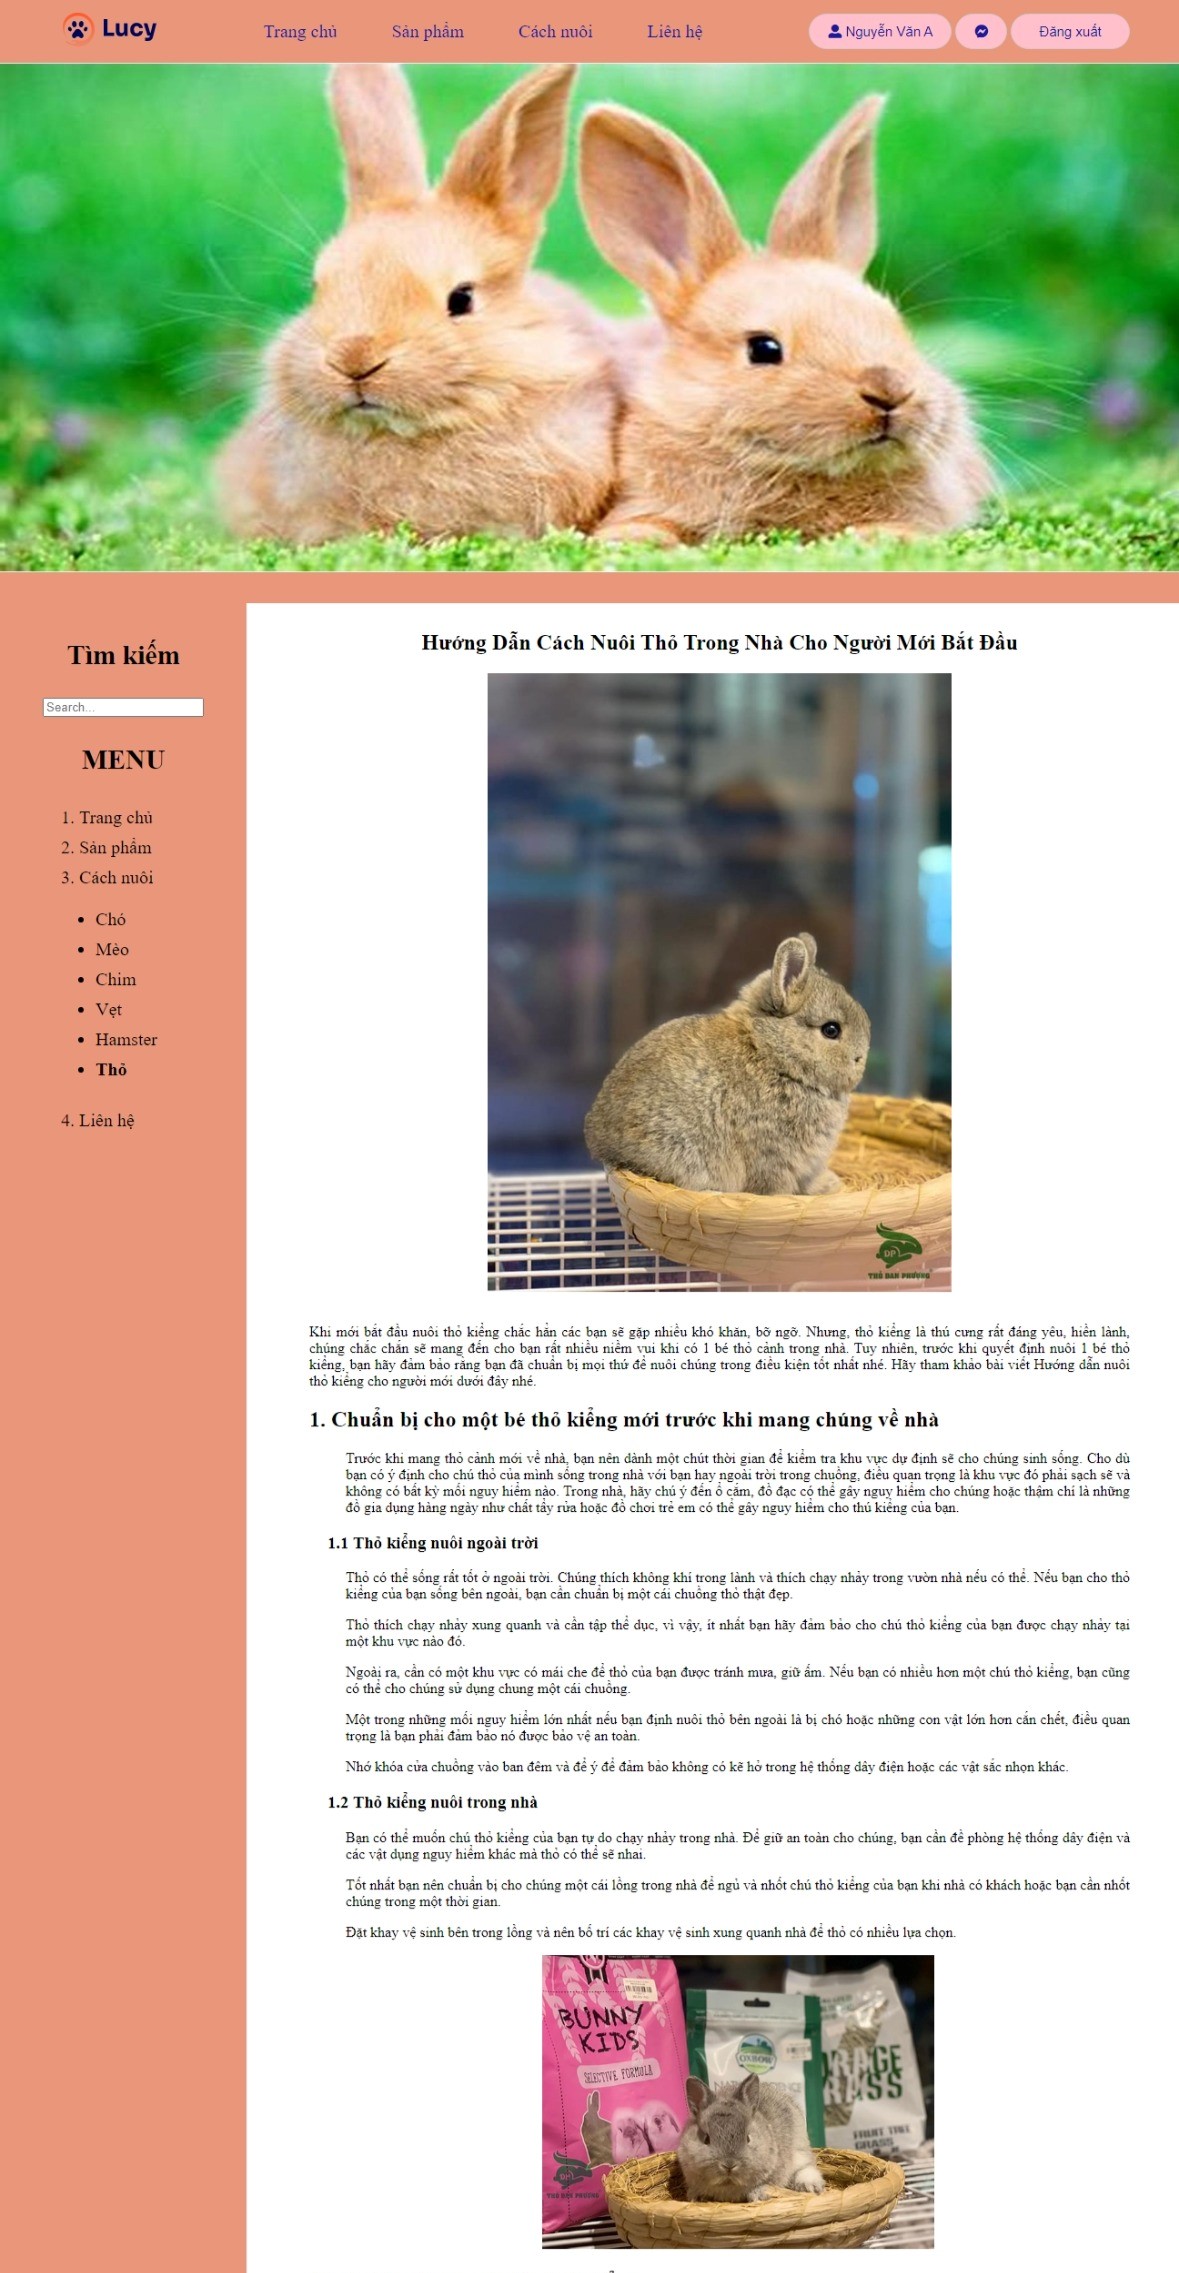 Lucy
Trang chủ
Sản phẩm
Cách nuôi
Liên hệ
Nguyễn Văn A
Đăng xuất
Tìm kiếm
Search...
MENU
1. Trang chủ
2. Sản phẩm
3. Cách nuôi
• Chó
• Mèo
• Chim
• Vẹt
• Hamster
• Thỏ
4. Liên hệ
Hướng Dẫn Cách Nuôi Thỏ Trong Nhà Cho Người Mới Bắt Đầu
DP
THỎ ĐAN PHƯỢNG
Khi mới bắt đầu nuôi thỏ kiểng chắc hẳn các bạn sẽ gặp nhiều khó khăn, bỡ ngỡ. Nhưng, thỏ kiểng là thú cưng rất đáng yêu, hiền lành,
chúng chắc chắn sẽ mang đến cho bạn rất nhiều niềm vui khi có 1 bé thỏ cảnh trong nhà. Tuy nhiên, trước khi quyết định nuôi 1 bé thỏ
kiểng, bạn hãy đảm bảo rằng bạn đã chuẩn bị mọi thứ để nuôi chúng trong điều kiện tốt nhất nhé. Hãy tham khảo bài viết Hướng dẫn nuôi
thỏ kiểng cho người mới dưới đây nhé.
1. Chuẩn bị cho một bé thỏ kiểng mới trước khi mang chúng về nhà
Trước khi mang thỏ cảnh mới về nhà, bạn nên dành một chút thời gian để kiểm tra khu vực dự định sẽ cho chúng sinh sống. Cho dù
bạn có ý định cho chú thỏ của mình sống trong nhà với bạn hay ngoài trời trong chuồng, điều quan trọng là khu vực đó phải sạch sẽ và
không có bất kỳ mối nguy hiểm nào. Trong nhà, hãy chú ý đến ổ cắm, đồ đạc có thể gây nguy hiểm cho chúng hoặc thậm chí là những
đồ gia dụng hàng ngày như chất tẩy rửa hoặc đồ chơi trẻ em có thể gây nguy hiểm cho thú kiểng của bạn.
1.1 Thỏ kiểng nuôi ngoài trời
Thỏ có thể sống rất tốt ở ngoài trời. Chúng thích không khí trong lành và thích chạy nhảy trong vườn nhà nếu có thể. Nếu bạn cho thỏ
kiểng của bạn sống bên ngoài, bạn cần chuẩn bị một cái chuồng thỏ thật đẹp.
Thỏ thích chạy nhảy xung quanh và cần tập thể dục, vì vậy, ít nhất bạn hãy đảm bảo cho chú thỏ kiểng của bạn được chạy nhảy tại
một khu vực nào đó.
Ngoài ra, cần có một khu vực có mái che để thỏ của bạn được tránh mưa, giữ ấm. Nếu bạn có nhiều hơn một chú thỏ kiểng, bạn cũng
có thể cho chúng sử dụng chung một cái chuồng.
Một trong những mối nguy hiểm lớn nhất nếu bạn định nuôi thỏ bên ngoài là bị chó hoặc những con vật lớn hơn cắn chết, điều quan
trọng là bạn phải đảm bảo nó được bảo vệ an toàn.
Nhớ khóa cửa chuồng vào ban đêm và để ý để đảm bảo không có kẽ hở trong hệ thống dây điện hoặc các vật sắc nhọn khác.
1.2 Thỏ kiểng nuôi trong nhà
Bạn có thể muốn chú thỏ kiểng của bạn tự do chạy nhảy trong nhà. Để giữ an toàn cho chúng, bạn cần đề phòng hệ thống dây điện và
các vật dụng nguy hiểm khác mà thỏ có thể sẽ nhai.
Tốt nhất bạn nên chuẩn bị cho chúng một cái lồng trong nhà để ngủ và nhốt chú thỏ kiểng của bạn khi nhà có khách hoặc bạn cần nhốt
chúng trong một thời gian.
Đặt khay vệ sinh bên trong lồng và nên bố trí các khay vệ sinh xung quanh nhà để thỏ có nhiều lựa chọn.
BUNNY
KIDS
SELECTIVE FORMULA
OXBOW
FRUIT TREE
GRASS
DP
THỎ ĐAN PHƯỢNG